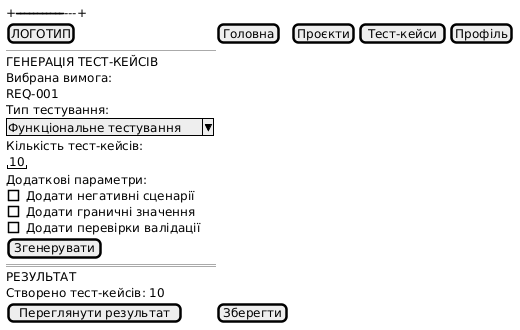 +--------------+
ЛОГОТИП Головна Проєкти Тест-кейси Профіль
ГЕНЕРАЦІЯ ТЕСТ-КЕЙСІВ
Вибрана вимога:
REQ-001
Тип тестування:
Функціональне тестування ▼
Кількість тест-кейсів:
10
Додаткові параметри:
Додати негативні сценарії
Додати граничні значення
Додати перевірки валідації
Згенерувати
РЕЗУЛЬТАТ
Створено тест-кейсів: 10
Переглянути результат Зберегти